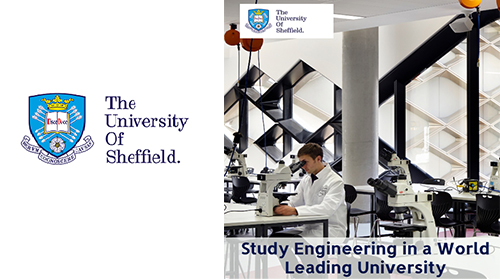 The
University
Of
Sheffield.
The
University
Of
Sheffield.
Study Engineering in a World
Leading University